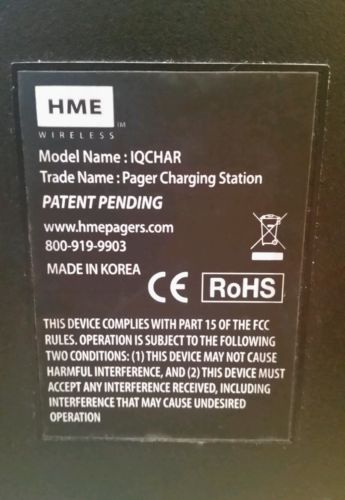 HME
TM
WIRELESS
Model Name : IQCHAR
Trade Name : Pager Charging Station
PATENT PENDING
www.hmepagers.com
800-919-9903
MADE IN KOREA
CE RoHS
THIS DEVICE COMPLIES WITH PART 15 OF THE FCC
RULES. OPERATION IS SUBJECT TO THE FOLLOWING
TWO CONDITIONS: (1) THIS DEVICE MAY NOT CAUSE
HARMFUL INTERFERENCE, AND (2) THIS DEVICE MUST
ACCEPT ANY INTERFERENCE RECEIVED, INCLUDING
INTERFERENCE THAT MAY CAUSE UNDESIRED
OPERATION